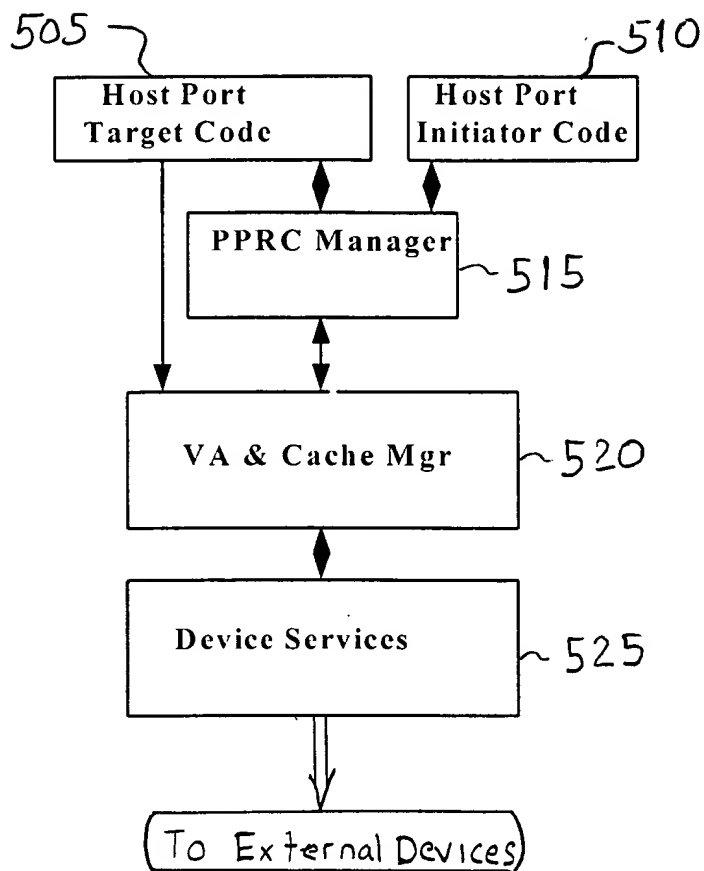 505
510
Host Port
Target Code
Host Port
Initiator Code
PPRC Manager
515
VA & Cache Mgr
520
Device Services
525
(To External Devices)